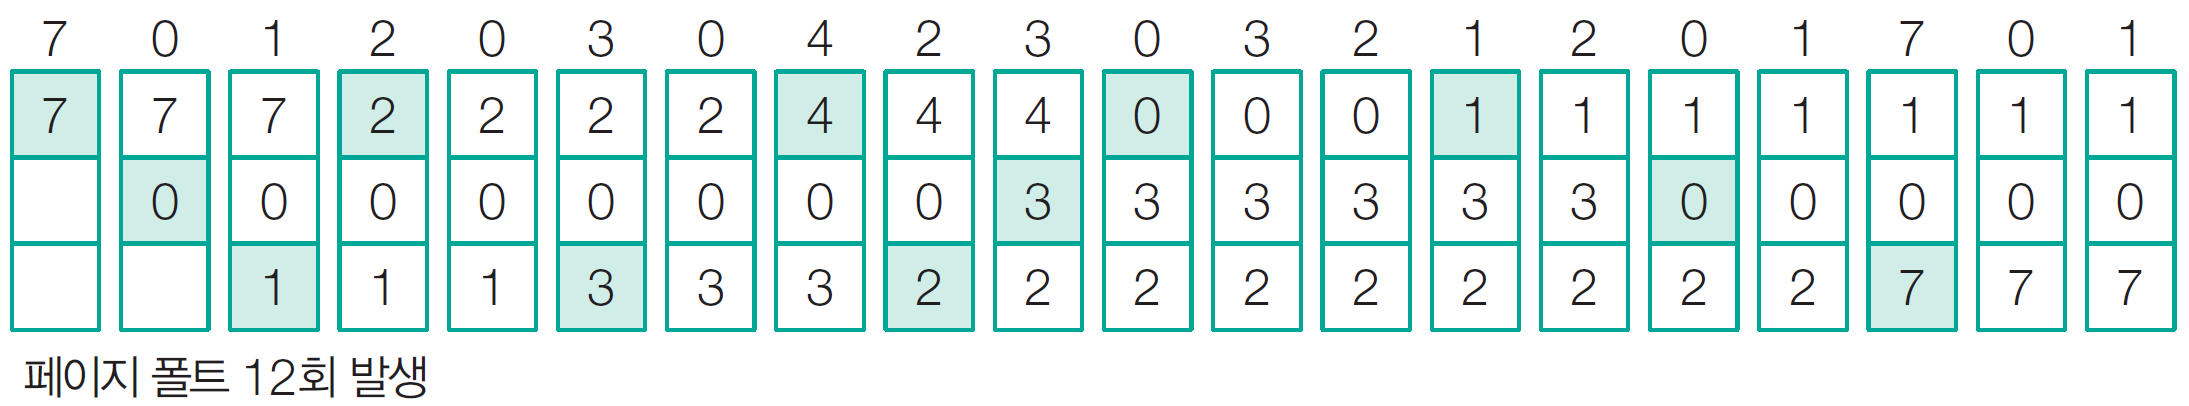 7 0 1 2 0 3 0 4 2 3 0 3 2 1 2 0 1 7 0 1
7 7 7 2 2 2 2 4 4 4 0 0 0 1 1 1 1 1 1 1
0 0 0 0 0 0 0 0 3 3 3 3 3 3 0 0 0 0 0
1 1 1 3 3 3 2 2 2 2 2 2 2 2 2 7 7 7
페이지 폴트 12회 발생